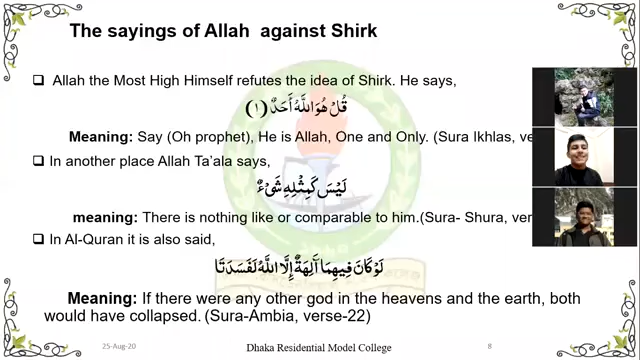 The sayings of Allah against Shirk
❑ Allah the Most High Himself refutes the idea of Shirk. He says,
قُلْ هُوَ اللَّهُ أَحَدٌ (١)
Meaning: Say (Oh prophet), He is Allah, One and Only. (Sura Ikhlas, ve
❑ In another place Allah Ta'ala says,
لَيْسَ كَمِثْلِهِ شَيْءٌ
meaning: There is nothing like or comparable to him.(Sura- Shura, ver
❑ In Al-Quran it is also said,
لَوْ كَانَ فِيهِمَا آلِهَةٌ إِلَّا اللَّهُ لَفَسَدَتَا
Meaning: If there were any other god in the heavens and the earth, both
would have collapsed. (Sura-Ambia, verse-22)
25-Aug-20 Dhaka Residential Model College 8